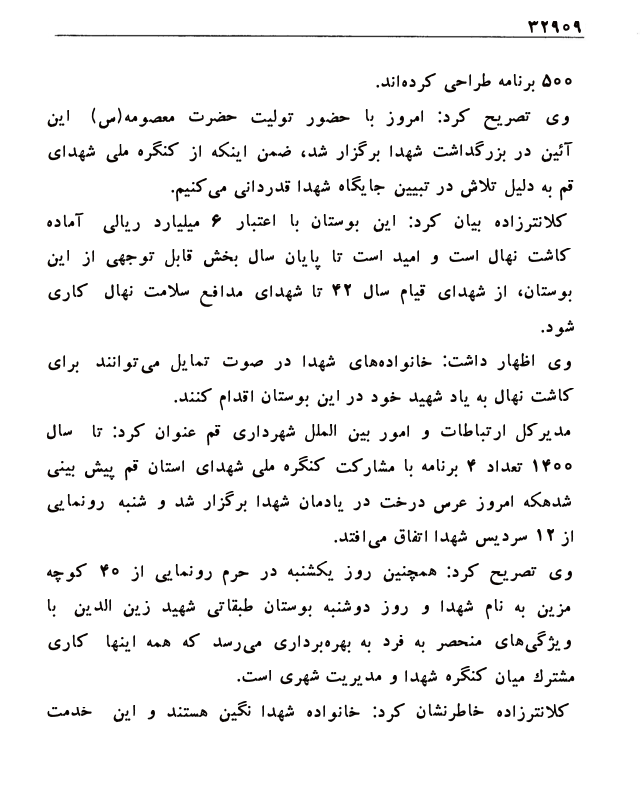 ۳۲۹۰۹
۵۰۰ برنامه طراحی کرده‌اند.
وی تصریح کرد: امروز با حضور تولیت حضرت معصومه(س) این
آئین در بزرگداشت شهدا برگزار شد، ضمن اینکه از کنگره ملی شهدای
قم به دلیل تلاش در تبیین جایگاه شهدا قدردانی می‌کنیم.
کلانترزاده بیان کرد: این بوستان با اعتبار ۶ میلیارد ریالی آماده
کاشت نهال است و امید است تا پایان سال بخش قابل توجهی از این
بوستان، از شهدای قیام سال ۴۲ تا شهدای مدافع سلامت نهال کاری
شود.
وی اظهار داشت: خانواده‌های شهدا در صوت تمایل می‌توانند برای
کاشت نهال به یاد شهید خود در این بوستان اقدام کنند.
مدیرکل ارتباطات و امور بین الملل شهرداری قم عنوان کرد: تا سال
۱۴۰۰ تعداد ۴ برنامه با مشارکت کنگره ملی شهدای استان قم پیش بینی
شدهکه امروز عرس درخت در یادمان شهدا برگزار شد و شنبه رونمایی
از ۱۲ سردیس شهدا اتفاق می‌افتد.
وی تصریح کرد: همچنین روز یکشنبه در حرم رونمایی از ۴۰ کوچه
مزین به نام شهدا و روز دوشنبه بوستان طبقاتی شهید زین الدین با
ویژگی‌های منحصر به فرد به بهره‌برداری می‌رسد که همه اینها کاری
مشترك میان کنگره شهدا و مدیریت شهری است.
کلانترزاده خاطرنشان کرد: خانواده شهدا نگین هستند و این خدمت